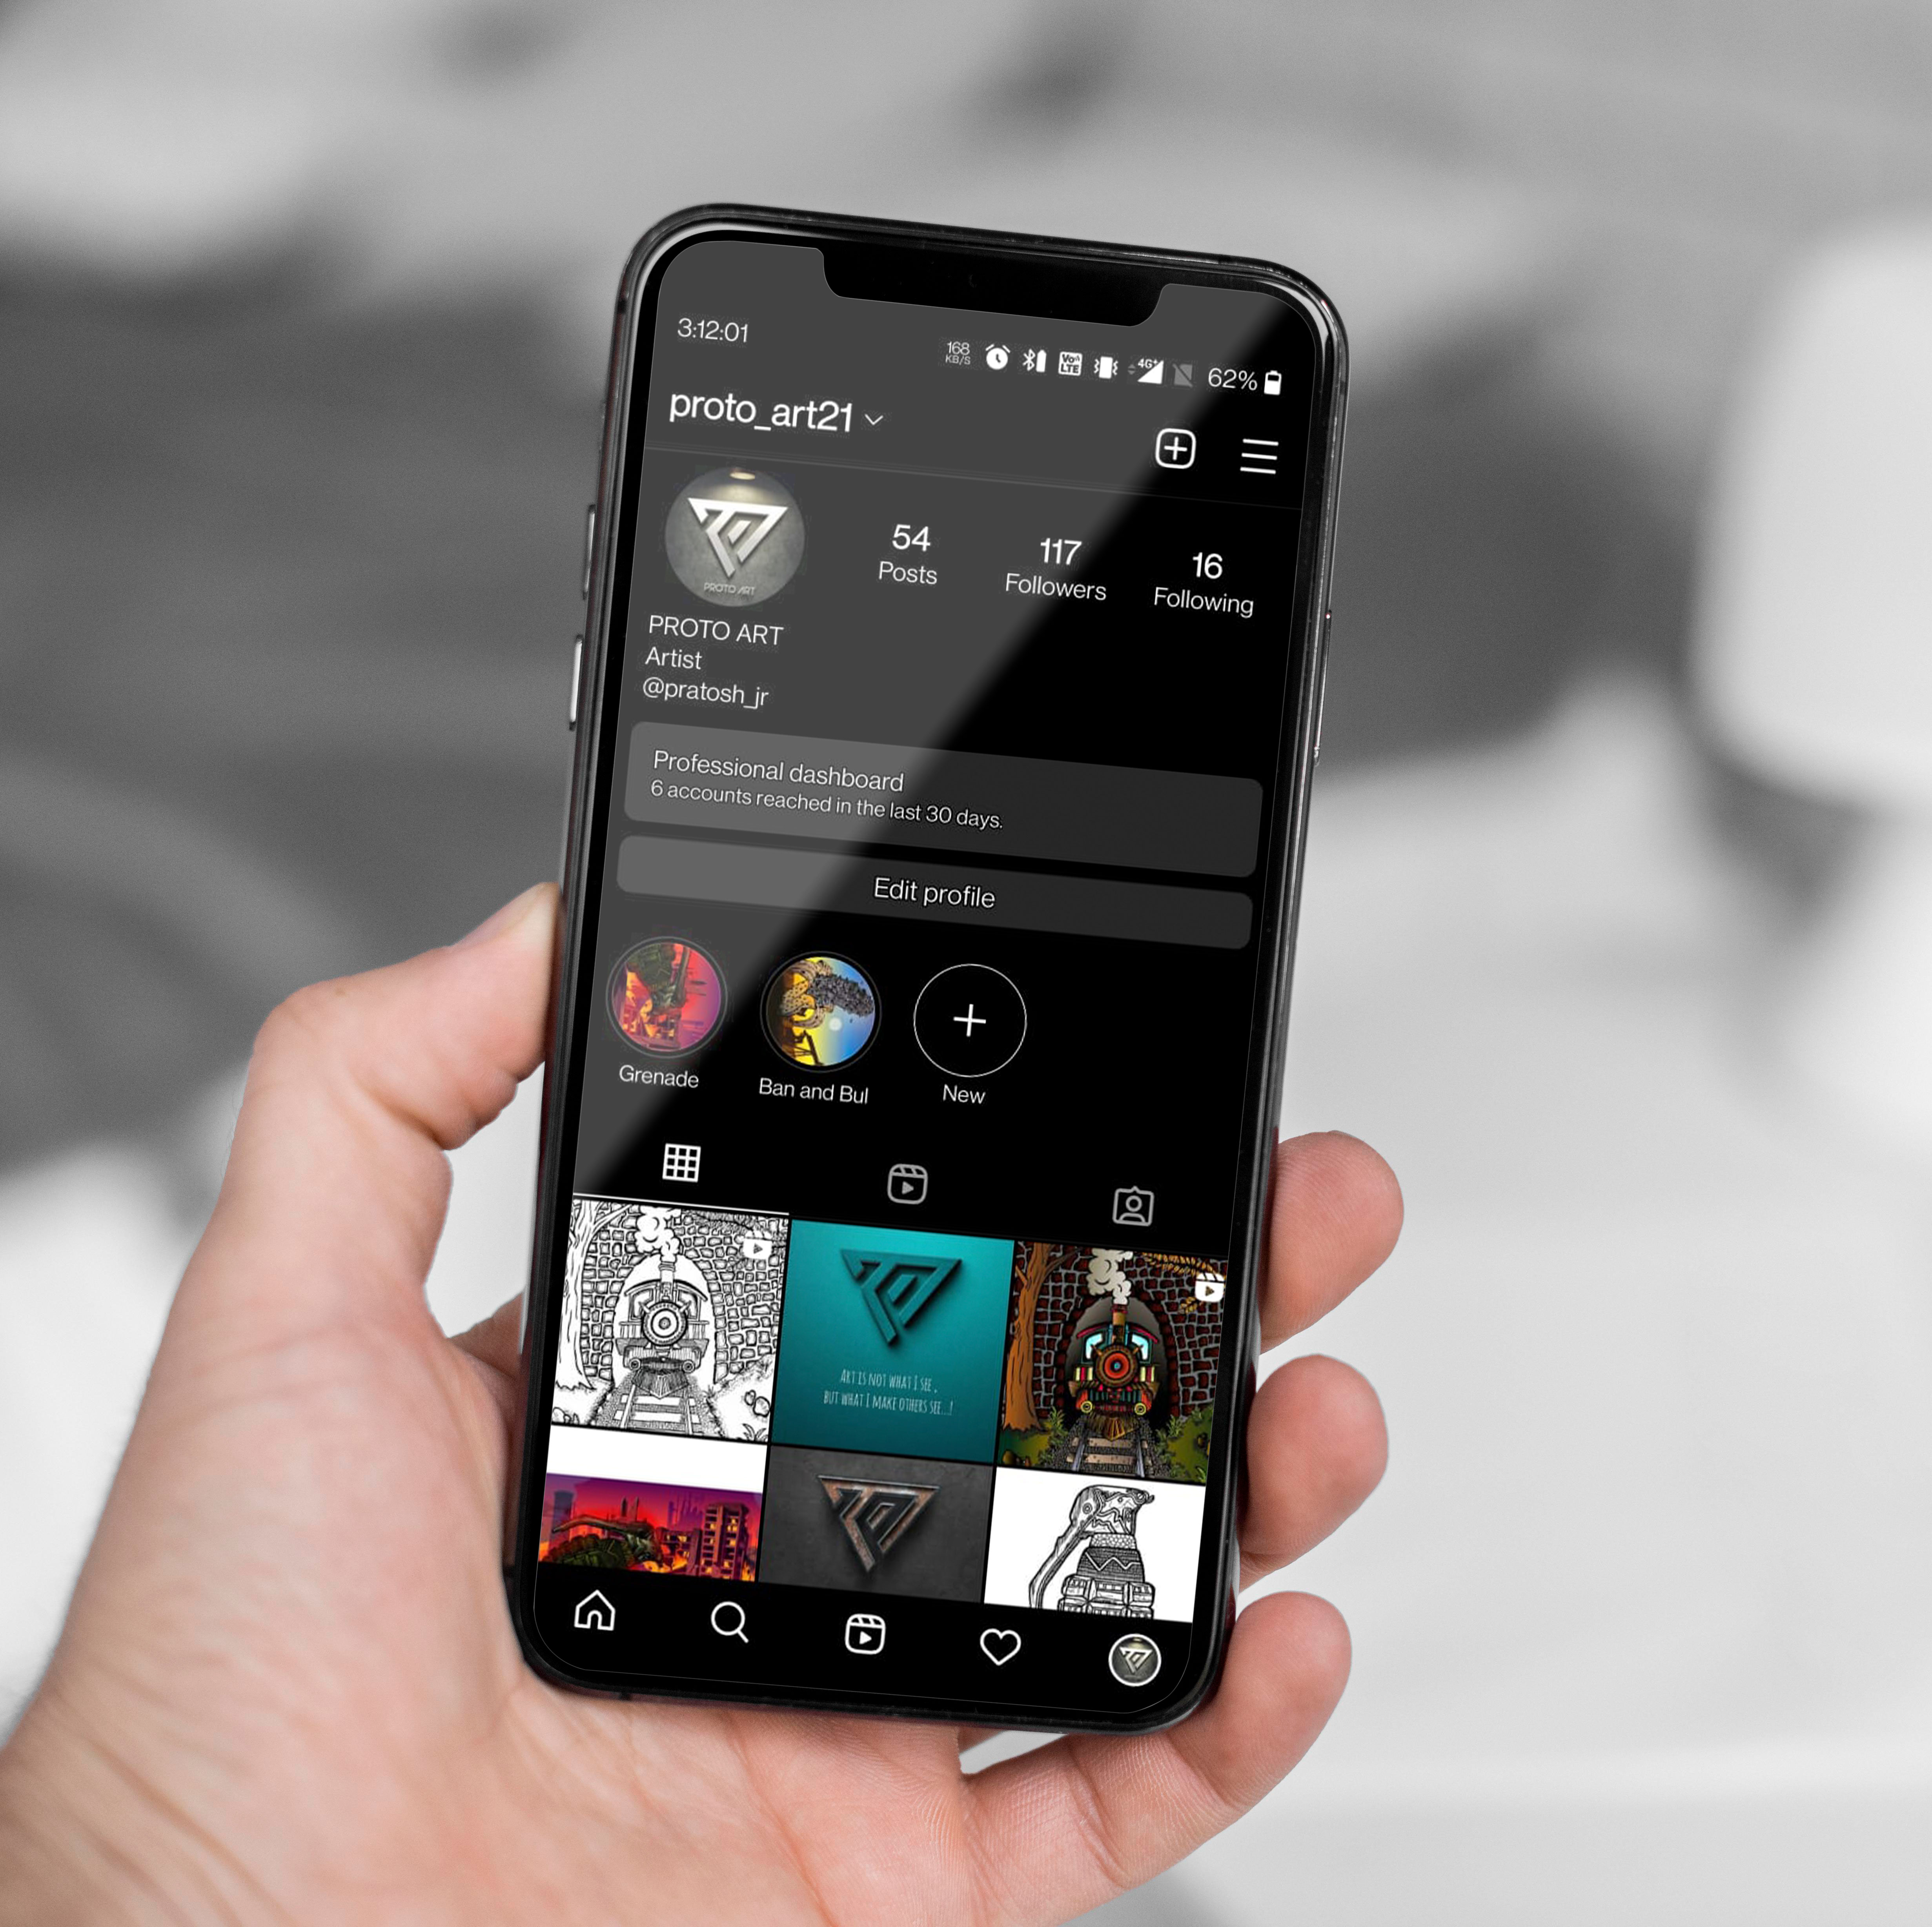 3:12:01
168
KB/S
Vo))
LTE
4G+
62%
proto_art21
PROTO ART
54
Posts
117
Followers
16
Following
PROTO ART
Artist
@pratosh_jr
Professional dashboard
6 accounts reached in the last 30 days.
Edit profile
Grenade
Ban and Bul
New
ART IS NOT WHAT I SEE ,
BUT WHAT I MAKE OTHERS SEE...!